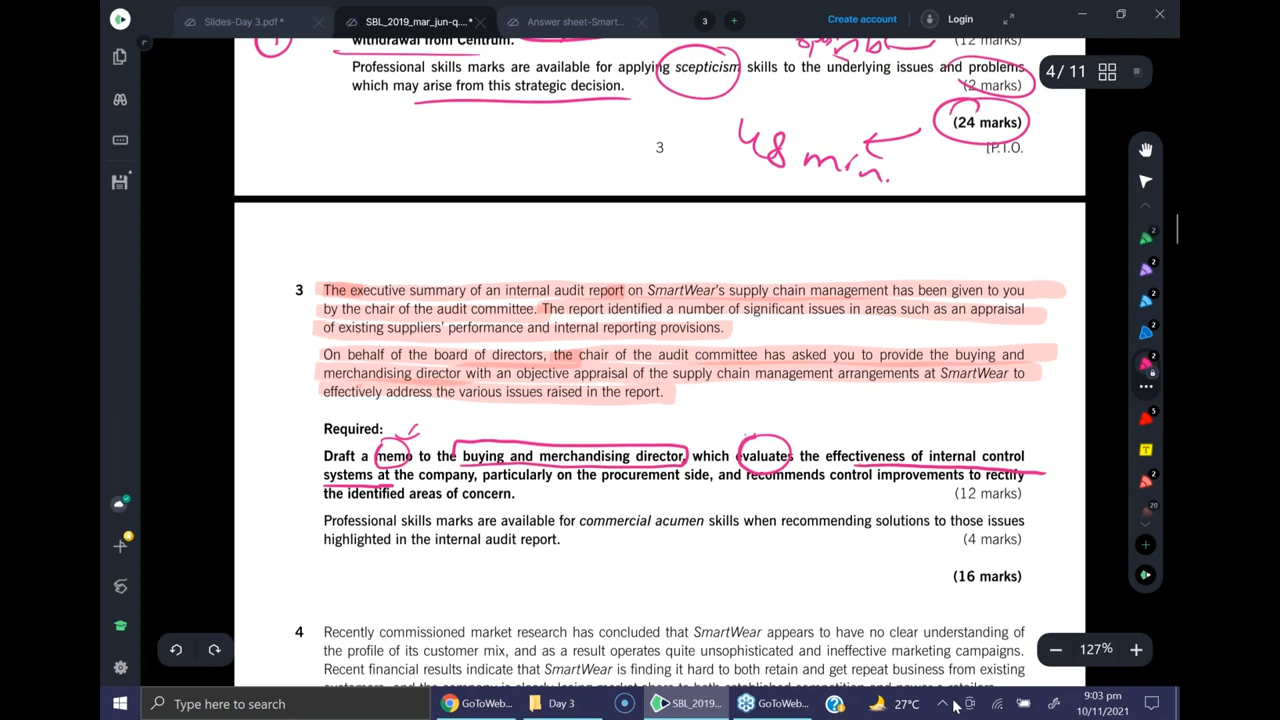 Slides-Day 3.pdf *
SBL_2019_mar_jun-q....*
Answer sheet-Smart...
3
Create account
Login
withdrawal from Centrum.
(12 marks)
Professional skills marks are available for applying scepticism skills to the underlying issues and problems
which may arise from this strategic decision.
(2 marks)
4/11
(24 marks)
48 min.
3
[P.T.O.
3 The executive summary of an internal audit report on SmartWear's supply chain management has been given to you
by the chair of the audit committee. The report identified a number of significant issues in areas such as an appraisal
of existing suppliers' performance and internal reporting provisions.
On behalf of the board of directors, the chair of the audit committee has asked you to provide the buying and
merchandising director with an objective appraisal of the supply chain management arrangements at SmartWear to
effectively address the various issues raised in the report.
Required:
Draft a memo to the buying and merchandising director, which evaluates the effectiveness of internal control
systems at the company, particularly on the procurement side, and recommends control improvements to rectify
the identified areas of concern.
(12 marks)
Professional skills marks are available for commercial acumen skills when recommending solutions to those issues
highlighted in the internal audit report.
(4 marks)
(16 marks)
4 Recently commissioned market research has concluded that SmartWear appears to have no clear understanding of
the profile of its customer mix, and as a result operates quite unsophisticated and ineffective marketing campaigns.
Recent financial results indicate that SmartWear is finding it hard to both retain and get repeat business from existing
2
2
2
2
2
5
T
2
20
127%
Type here to search
GoToWeb...
Day 3
SBL_2019...
GoToWeb...
27°C
9:03 pm
10/11/2021